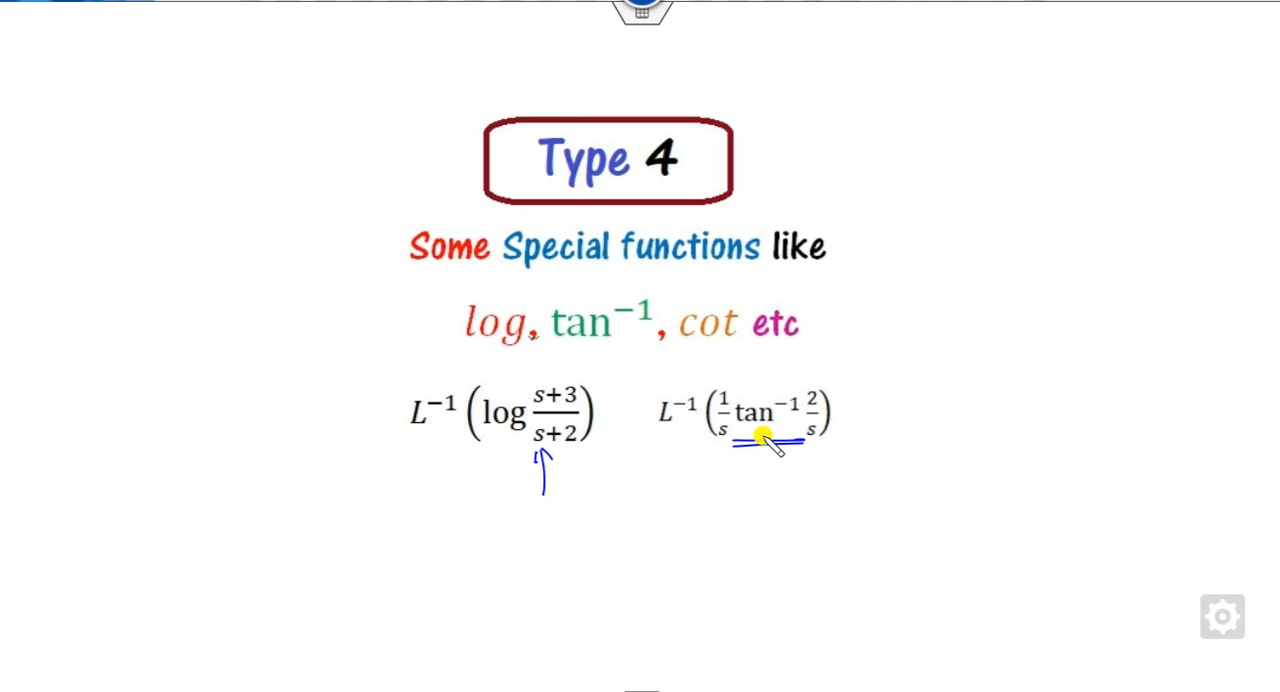 Type 4
Some Special functions like
log, tan⁻¹, cot etc
L⁻¹ (log (s+3)/(s+2)) L⁻¹ (1/s tan⁻¹ 2/s)